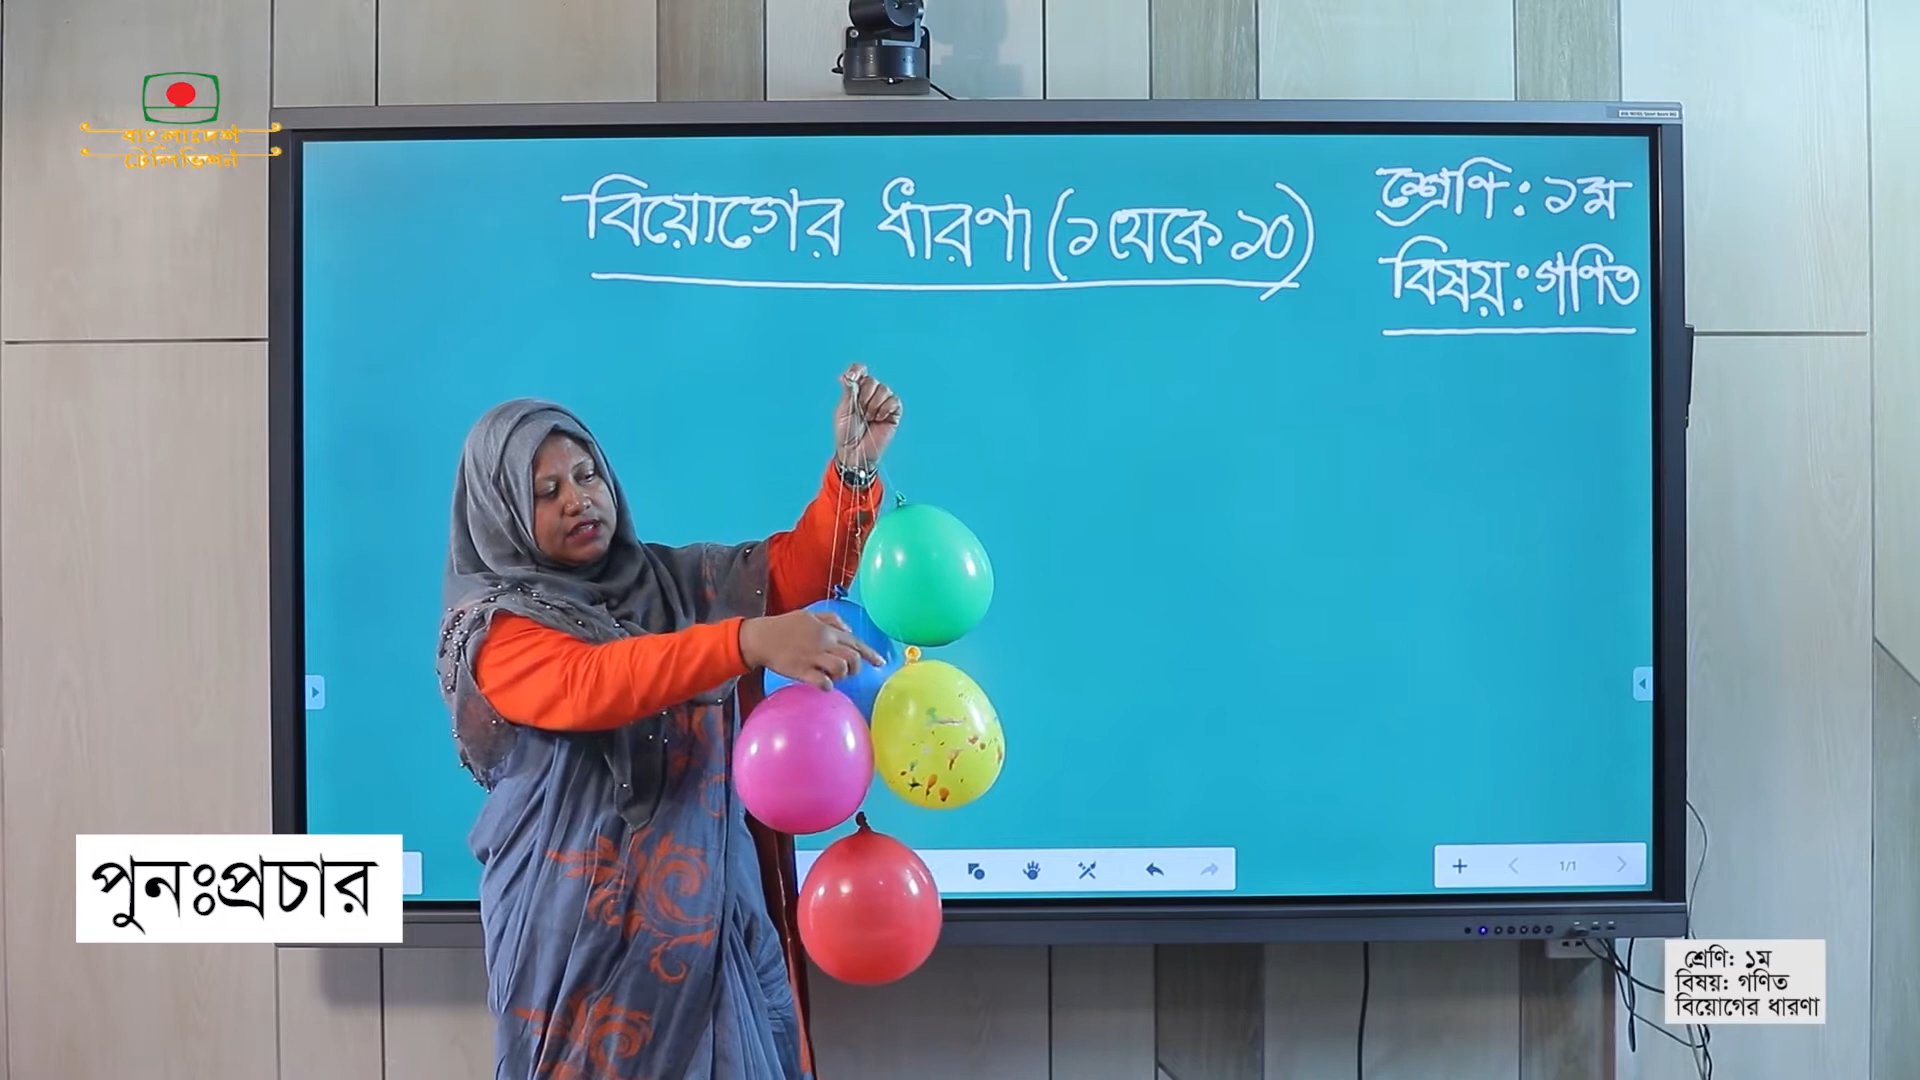 বাংলাদেশ
টেলিভিশন
বিয়োগের ধারণা (১ থেকে ১০)
শ্রেণি : ১ম
বিষয় : গণিত
1/1
পুনঃপ্রচার
শ্রেণি: ১ম
বিষয়: গণিত
বিয়োগের ধারণা